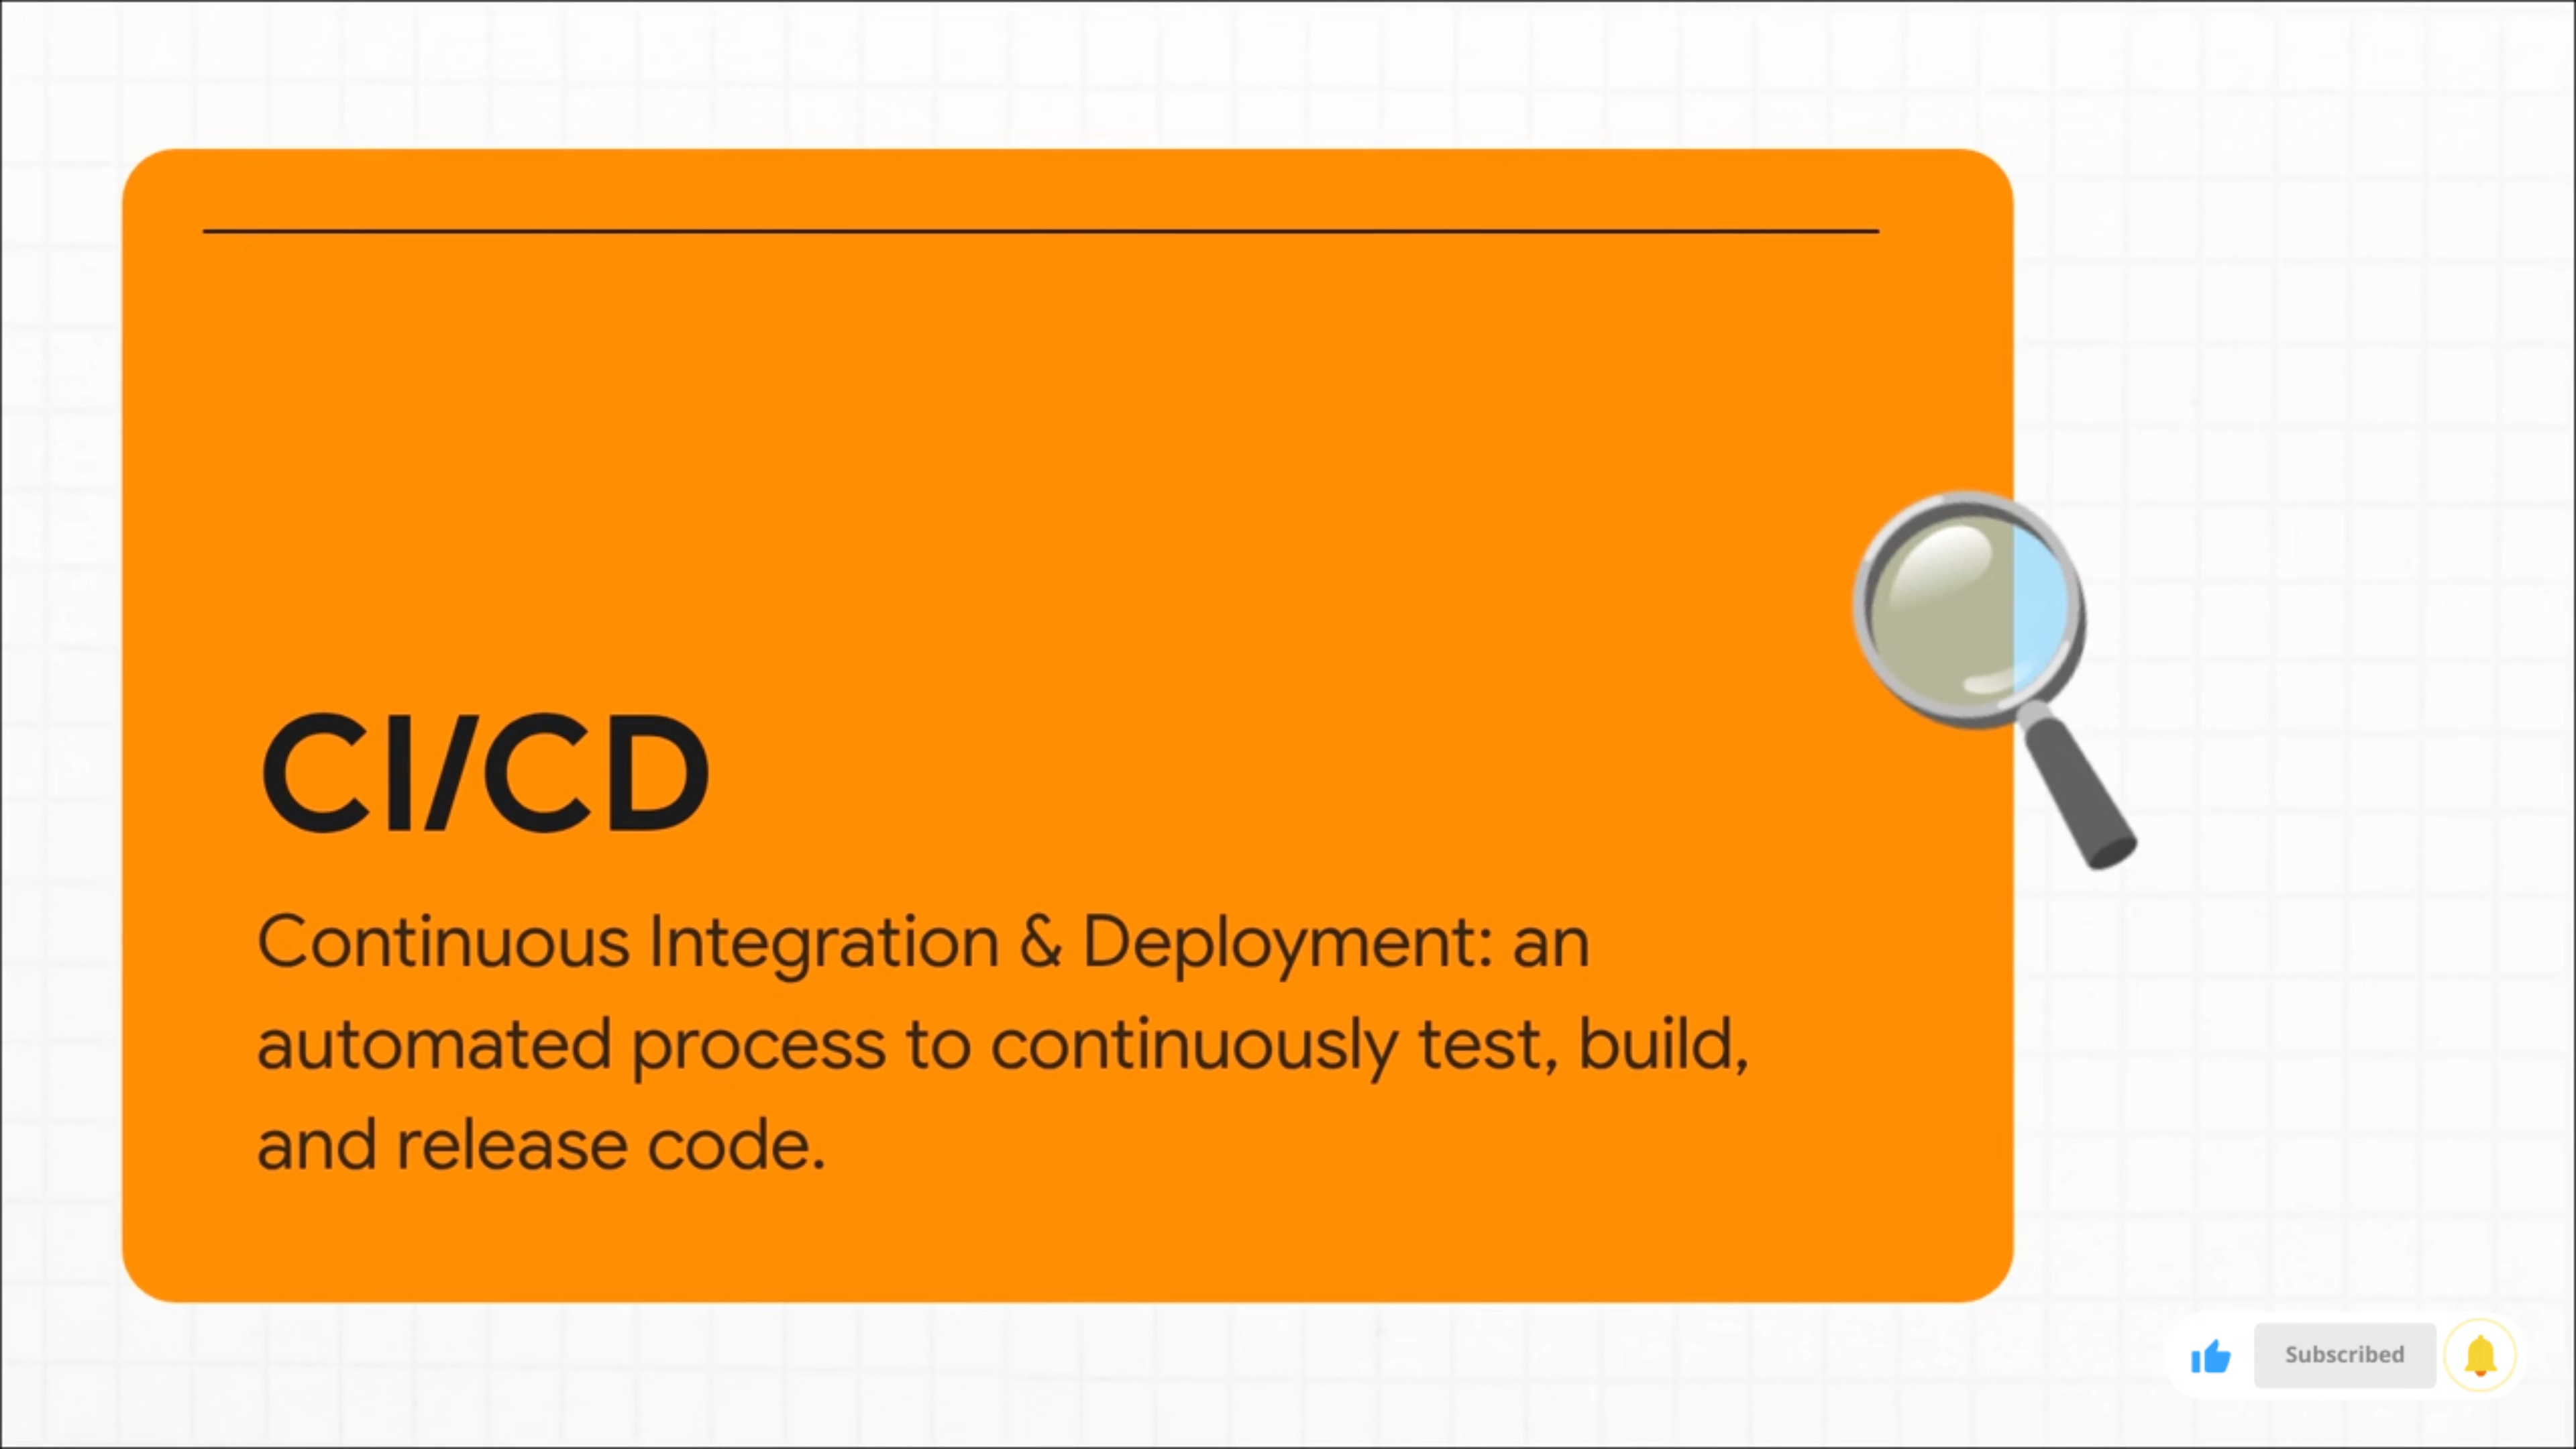 CI/CD
Continuous Integration & Deployment: an
automated process to continuously test, build,
and release code.
Subscribed